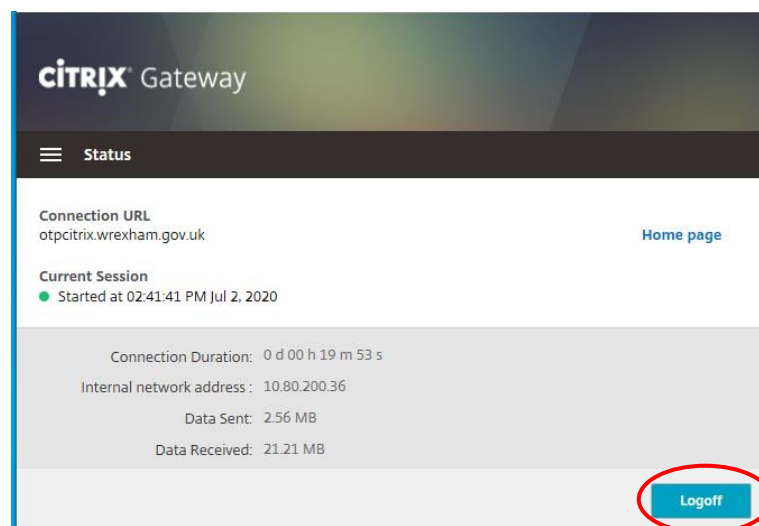 CİTRIX Gateway
Status
Connection URL
otpcitrix.wrexham.gov.uk
Home page
Current Session
Started at 02:41:41 PM Jul 2, 2020
Connection Duration: 0 d 00 h 19 m 53 s
Internal network address : 10.80.200.36
Data Sent: 2.56 MB
Data Received: 21.21 MB
Logoff